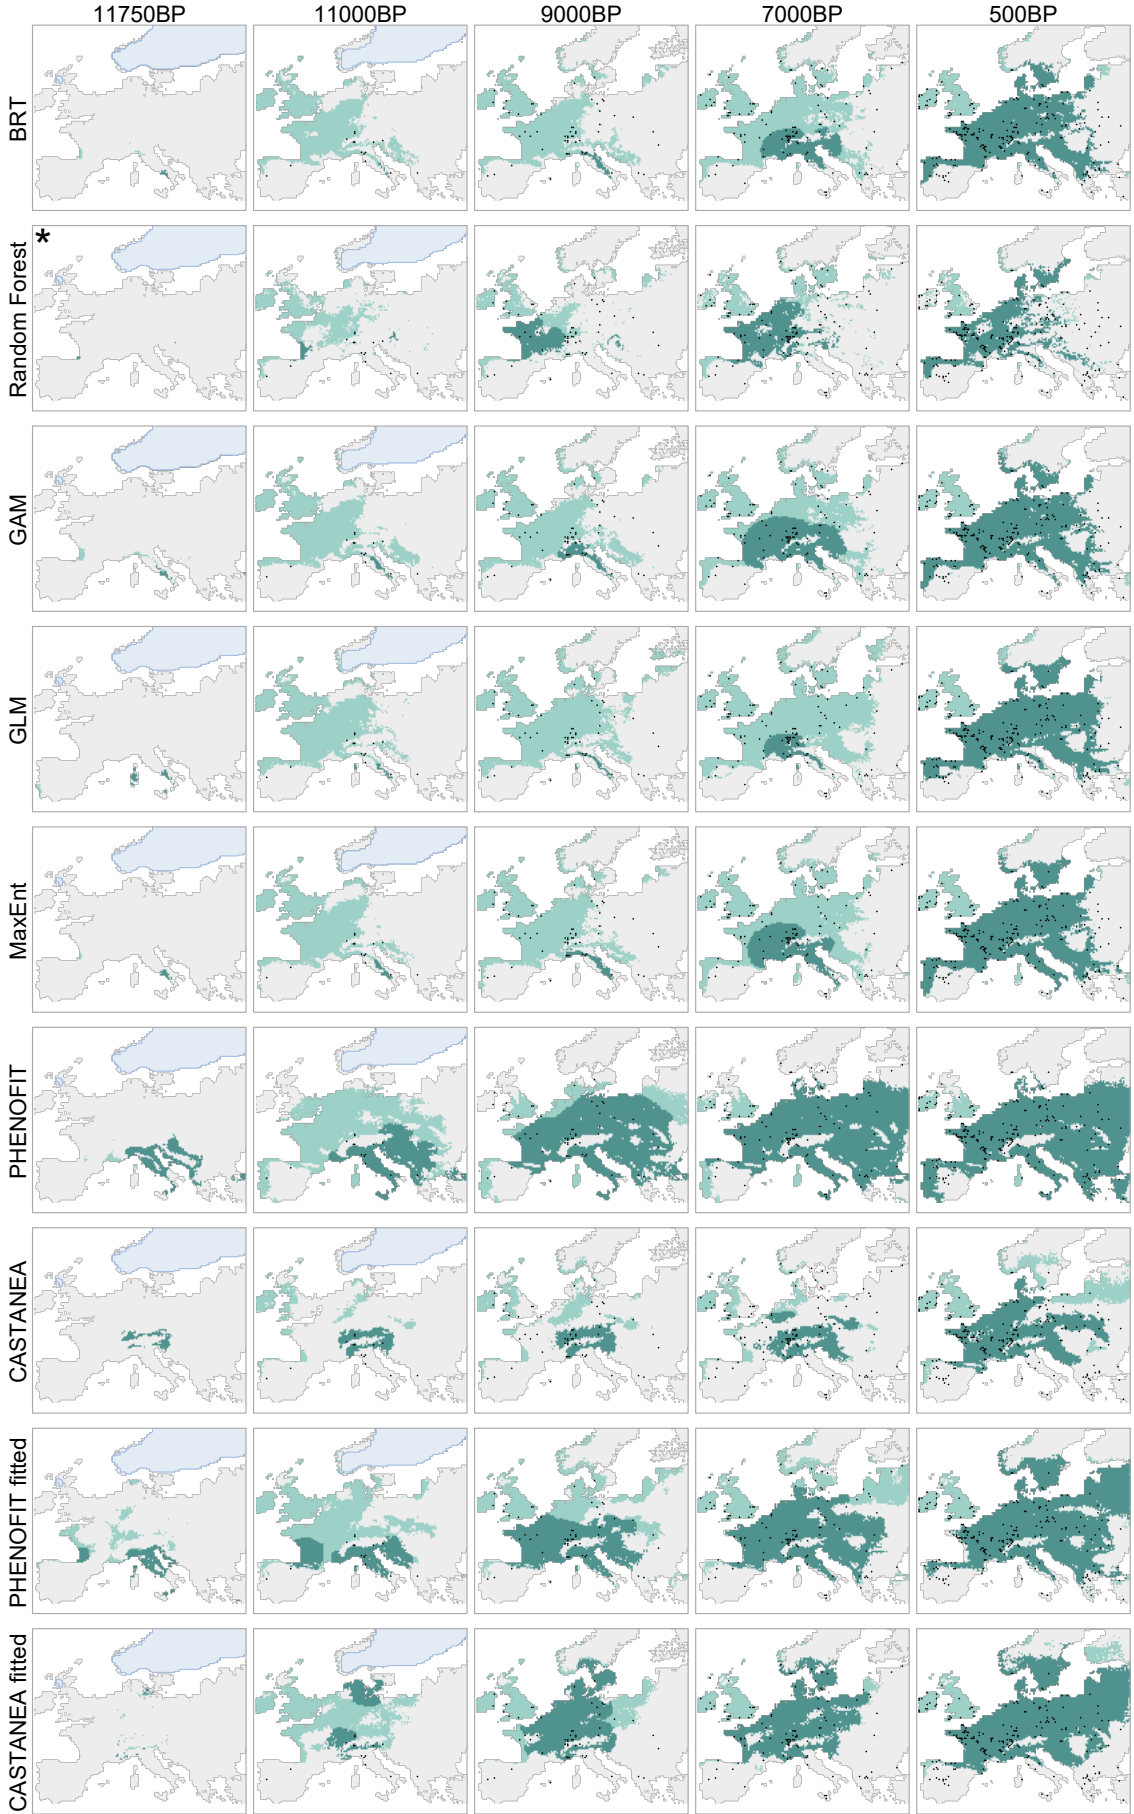 11750BP 11000BP 9000BP 7000BP 500BP
BRT
*
Random Forest
GAM
GLM
MaxEnt
PHENOFIT
CASTANEA
PHENOFIT fitted
CASTANEA fitted